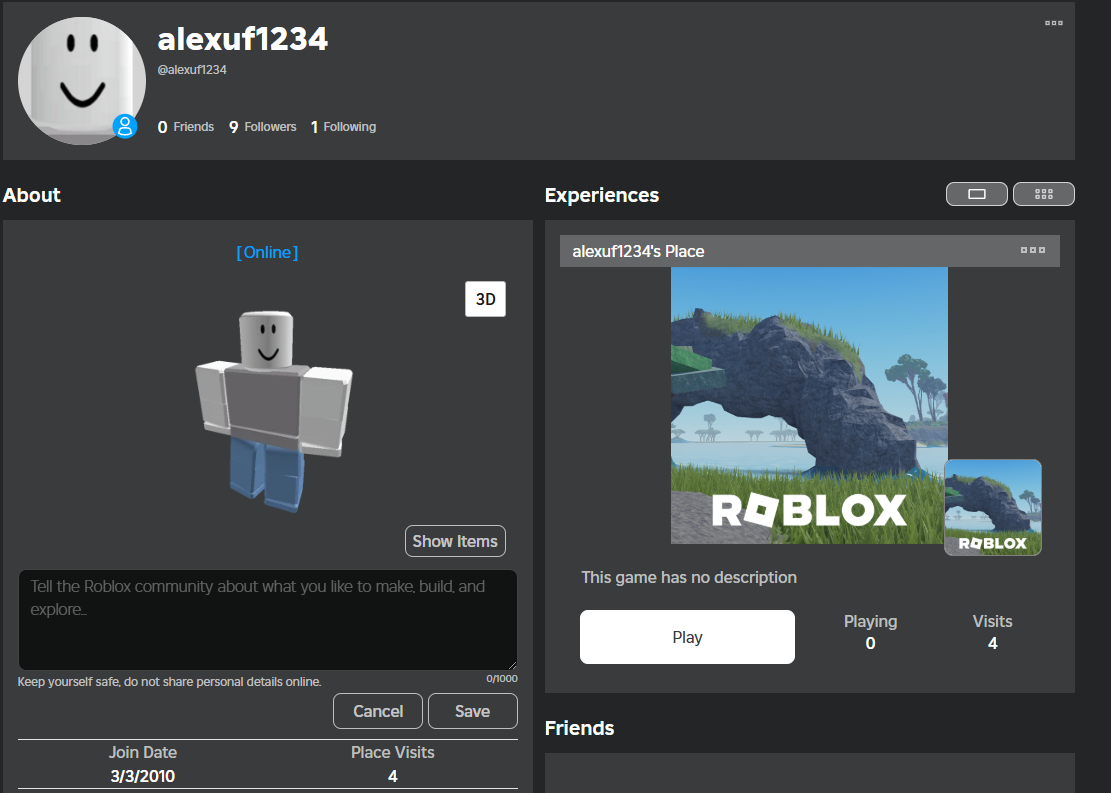 alexuf1234
@alexuf1234
0 Friends 9 Followers 1 Following
About
[Online]
3D
Show Items
Tell the Roblox community about what you like to make, build, and
explore...
Keep yourself safe, do not share personal details online.
0/1000
Cancel Save
Join Date Place Visits
3/3/2010 4
Experiences
alexuf1234's Place
ROBLOX
ROBLOX
This game has no description
Play
Playing Visits
0 4
Friends